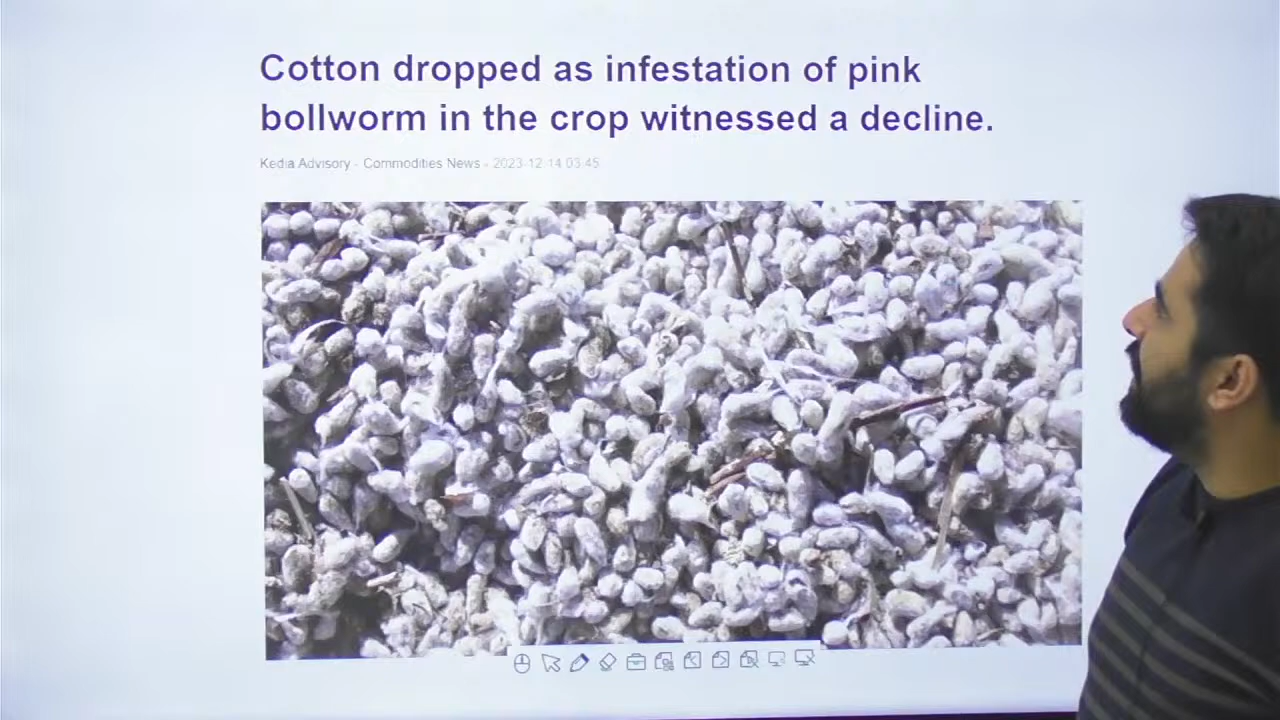 Cotton dropped as infestation of pink
bollworm in the crop witnessed a decline.
Kedia Advisory - Commodities News - 2023-12-14 03:45